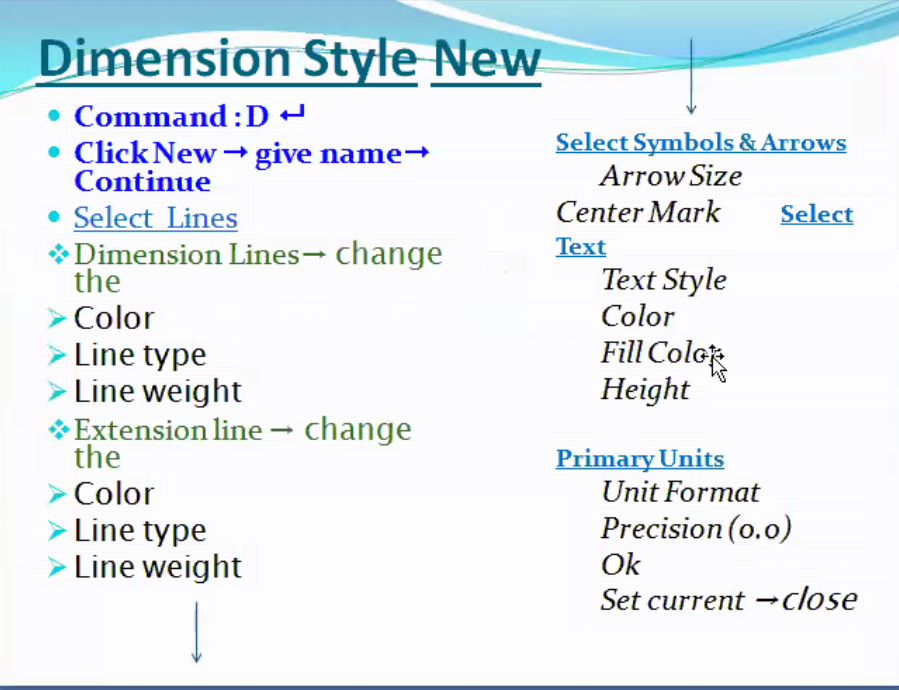 Dimension Style New
• Command : D ↵
• Click New → give name→
Continue
• Select Lines
❖ Dimension Lines→ change
the
➢ Color
➢ Line type
➢ Line weight
❖ Extension line → change
the
➢ Color
➢ Line type
➢ Line weight
Select Symbols & Arrows
Arrow Size
Center Mark Select
Text
Text Style
Color
Fill Color
Height
Primary Units
Unit Format
Precision (0.0)
Ok
Set current →close